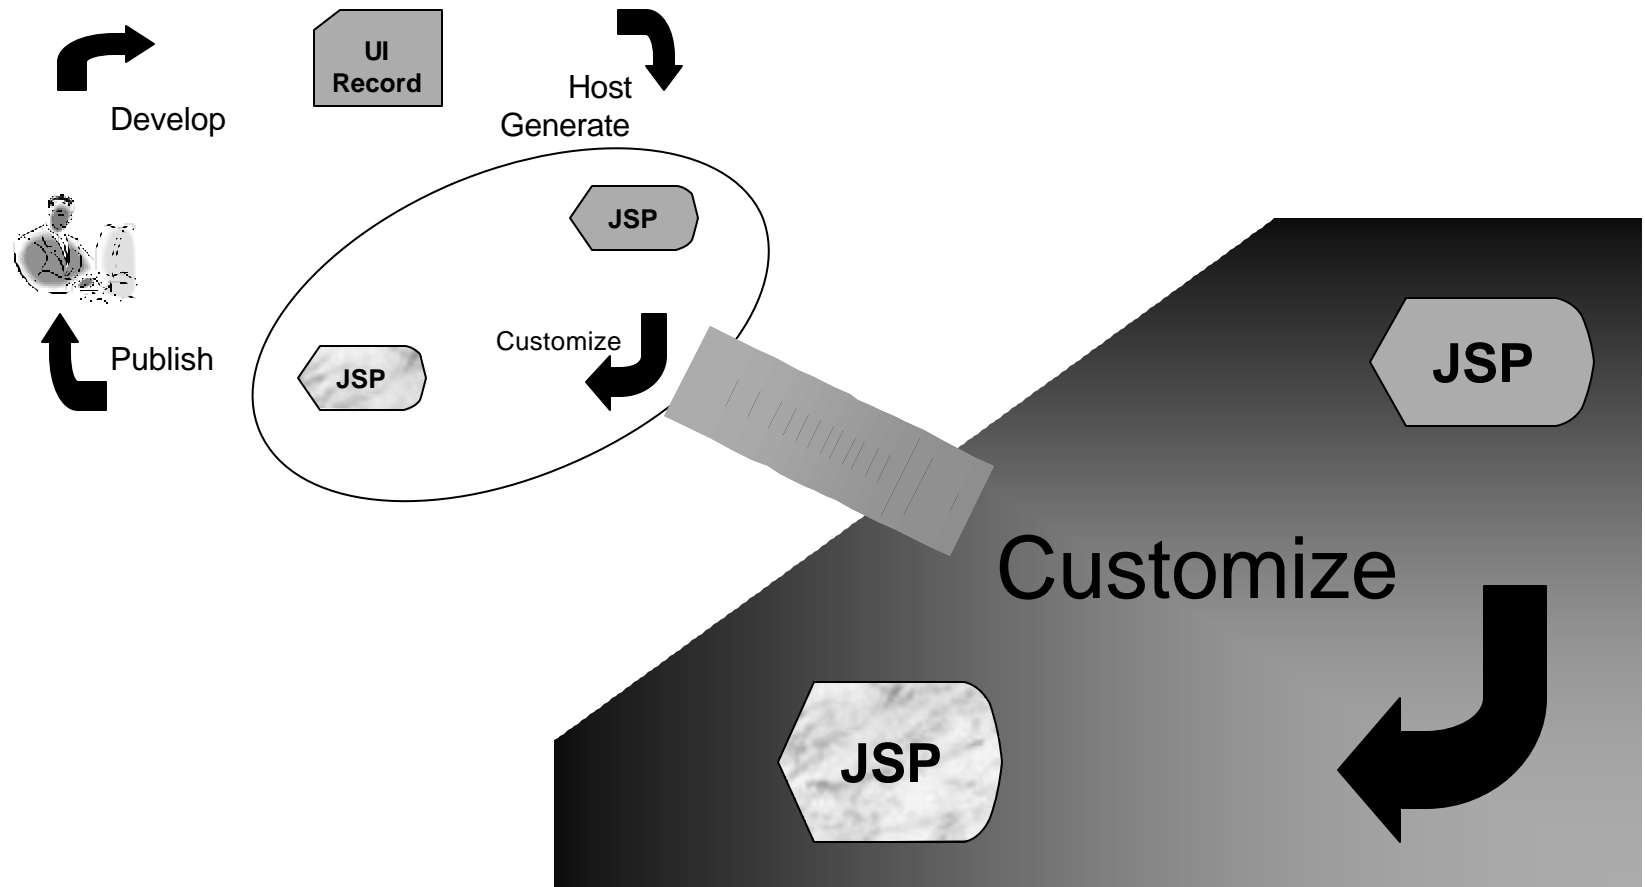 UI
Record
Develop
Host
Generate
JSP
Customize
Publish
JSP
JSP
Customize
JSP